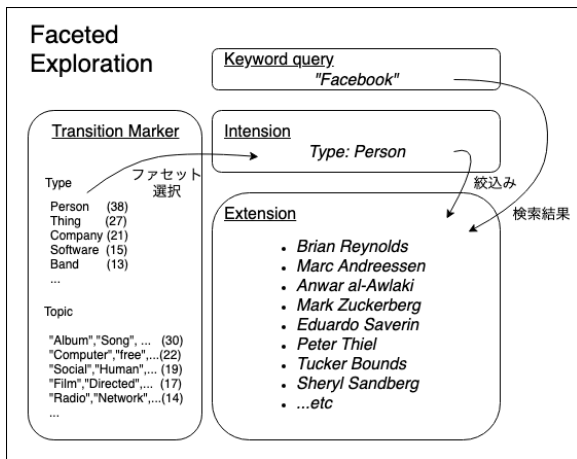 Faceted
Exploration
Keyword query
"Facebook"
Transition Marker
Type
Person (38)
Thing (27)
Company (21)
Software (15)
Band (13)
...
Topic
"Album","Song", ... (30)
"Computer","free",...(22)
"Social","Human",... (19)
"Film","Directed",... (17)
"Radio","Network",...(14)
...
ファセット
選択
Intension
Type: Person
絞込み
検索結果
Extension
• Brian Reynolds
• Marc Andreessen
• Anwar al-Awlaki
• Mark Zuckerberg
• Eduardo Saverin
• Peter Thiel
• Tucker Bounds
• Sheryl Sandberg
• ...etc